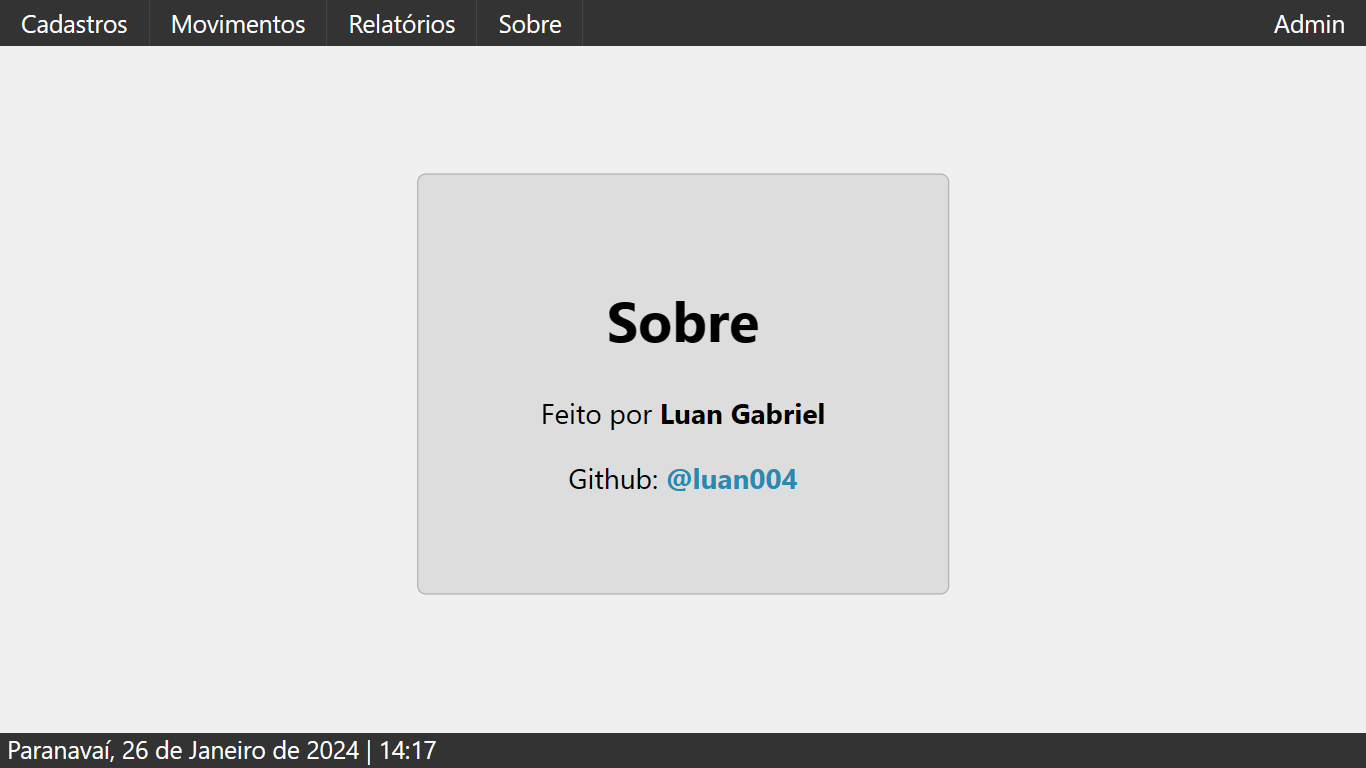 Cadastros Movimentos Relatórios Sobre Admin
Sobre
Feito por Luan Gabriel
Github: @luan004
Paranavaí, 26 de Janeiro de 2024 | 14:17